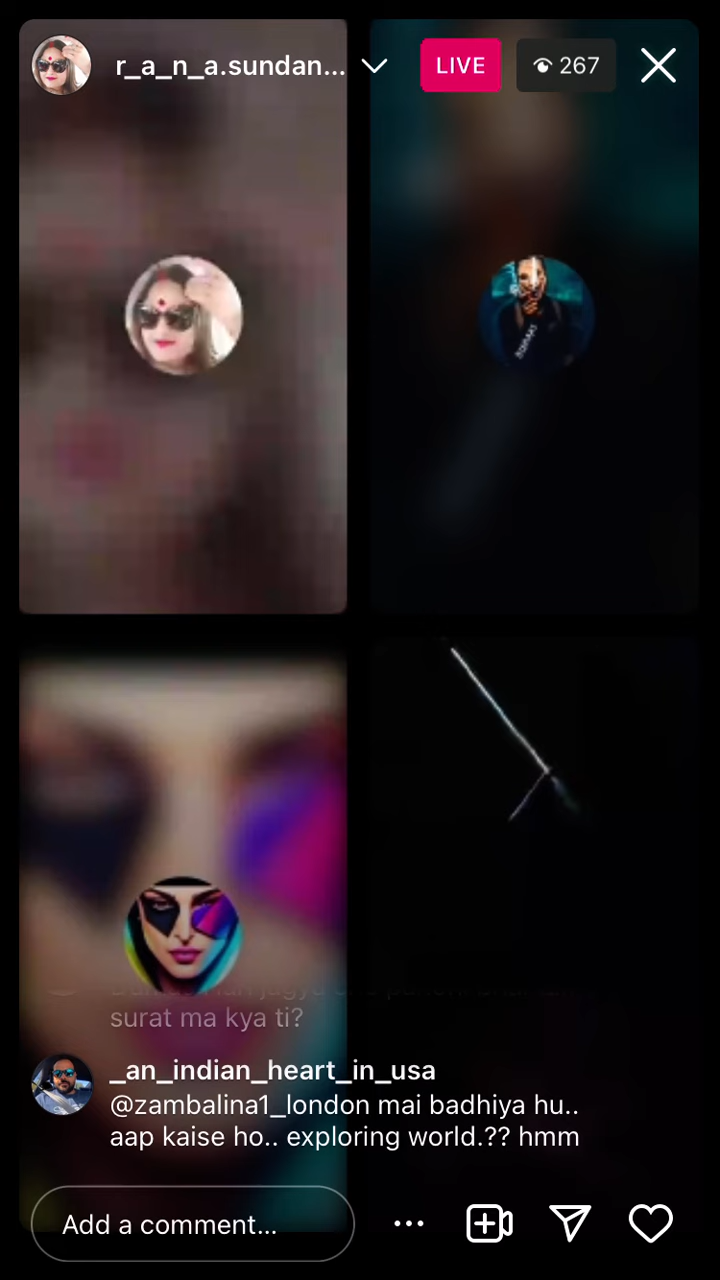 r_a_n_a.sundan...
LIVE
267
surat ma kya ti?
_an_indian_heart_in_usa
@zambalina1_london mai badhiya hu..
aap kaise ho.. exploring world.?? hmm
Add a comment...